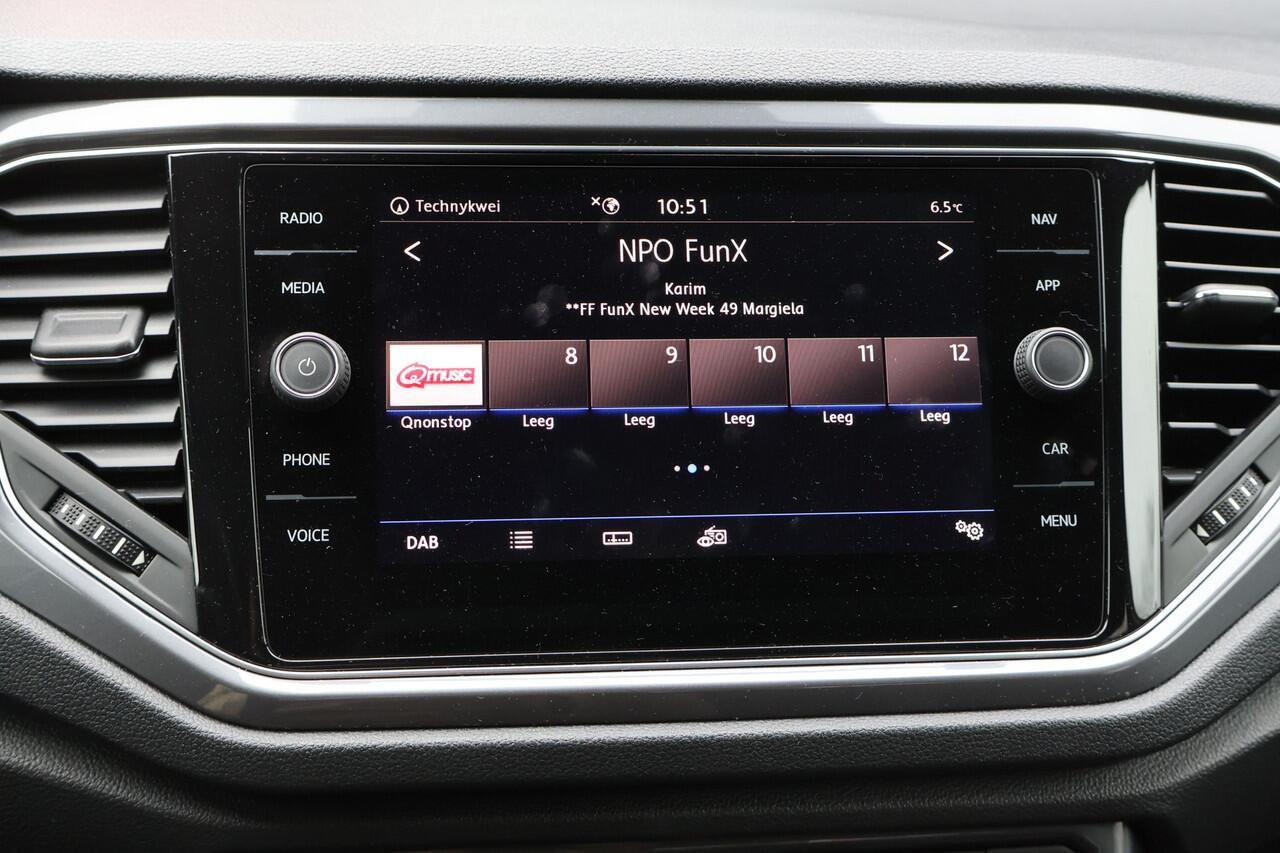 RADIO
MEDIA
PHONE
VOICE
Technykwei
10:51
6.5°C
< NPO FunX >
Karim
**FF FunX New Week 49 Margiela
Qmusic 8 9 10 11 12
Qnonstop Leeg Leeg Leeg Leeg Leeg
DAB
NAV
APP
CAR
MENU